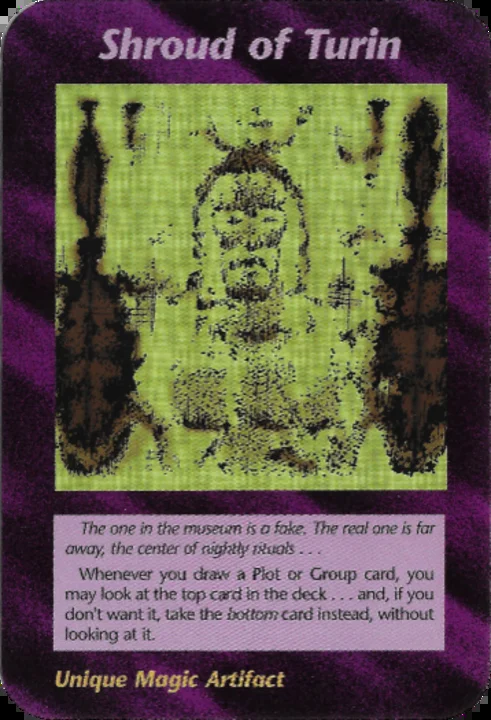 Shroud of Turin
The one in the museum is a fake. The real one is far
away, the center of nightly rituals . . .
Whenever you draw a Plot or Group card, you
may look at the top card in the deck . . . and, if you
don't want it, take the bottom card instead, without
looking at it.
Unique Magic Artifact